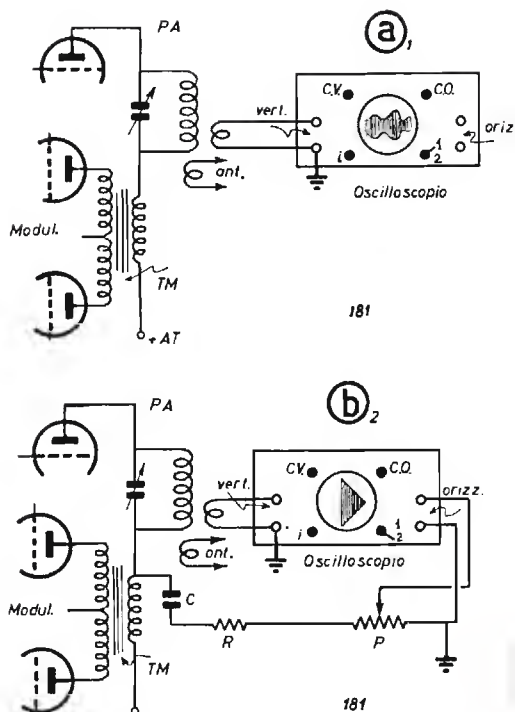 PA
a₁
C.V. C.O.
vert. oriz.
i 1 2
ant.
Oscilloscopio
Modul.
TM
181
+AT
PA
b₂
C.V. C.O.
vert. orizz.
i 1 2
ant.
Oscilloscopio
C
Modul.
R P
TM
181